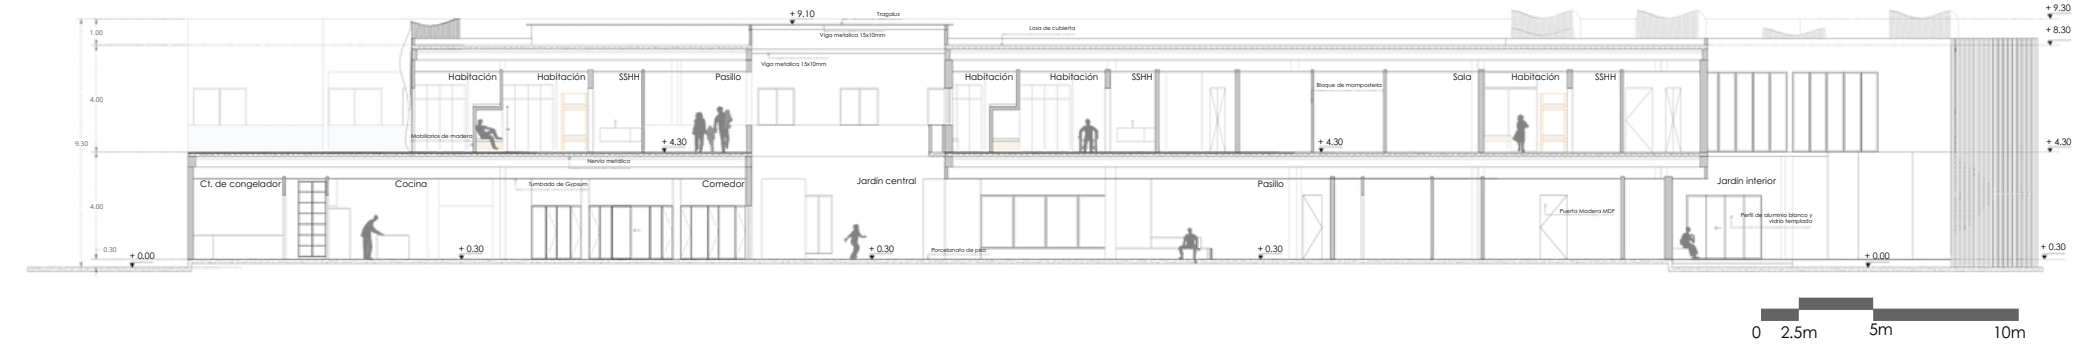 + 9.10
Tragaluz
+ 9.30
1.00
Viga metalica 15x10mm
Losa de cubierta
+ 8.30
Viga metalica 15x10mm
Habitación
Habitación
SSHH
Pasillo
Habitación
Habitación
SSHH
Sala
Habitación
SSHH
Bloque de mamposteria
4.00
Mobiliarios de madera
9.30
+ 4.30
+ 4.30
+ 4.30
Nervio metálico
Ct. de congelador
Cocina
Tumbado de Gypsum
Comedor
Jardín central
Pasillo
Jardín interior
4.00
Puerta Madera MDF
Perfil de aluminio blanco y
vidrio templado
0.30
+ 0.00
+ 0.30
+ 0.30
Porcelanato de piso
+ 0.30
+ 0.00
+ 0.30
0
2.5m
5m
10m